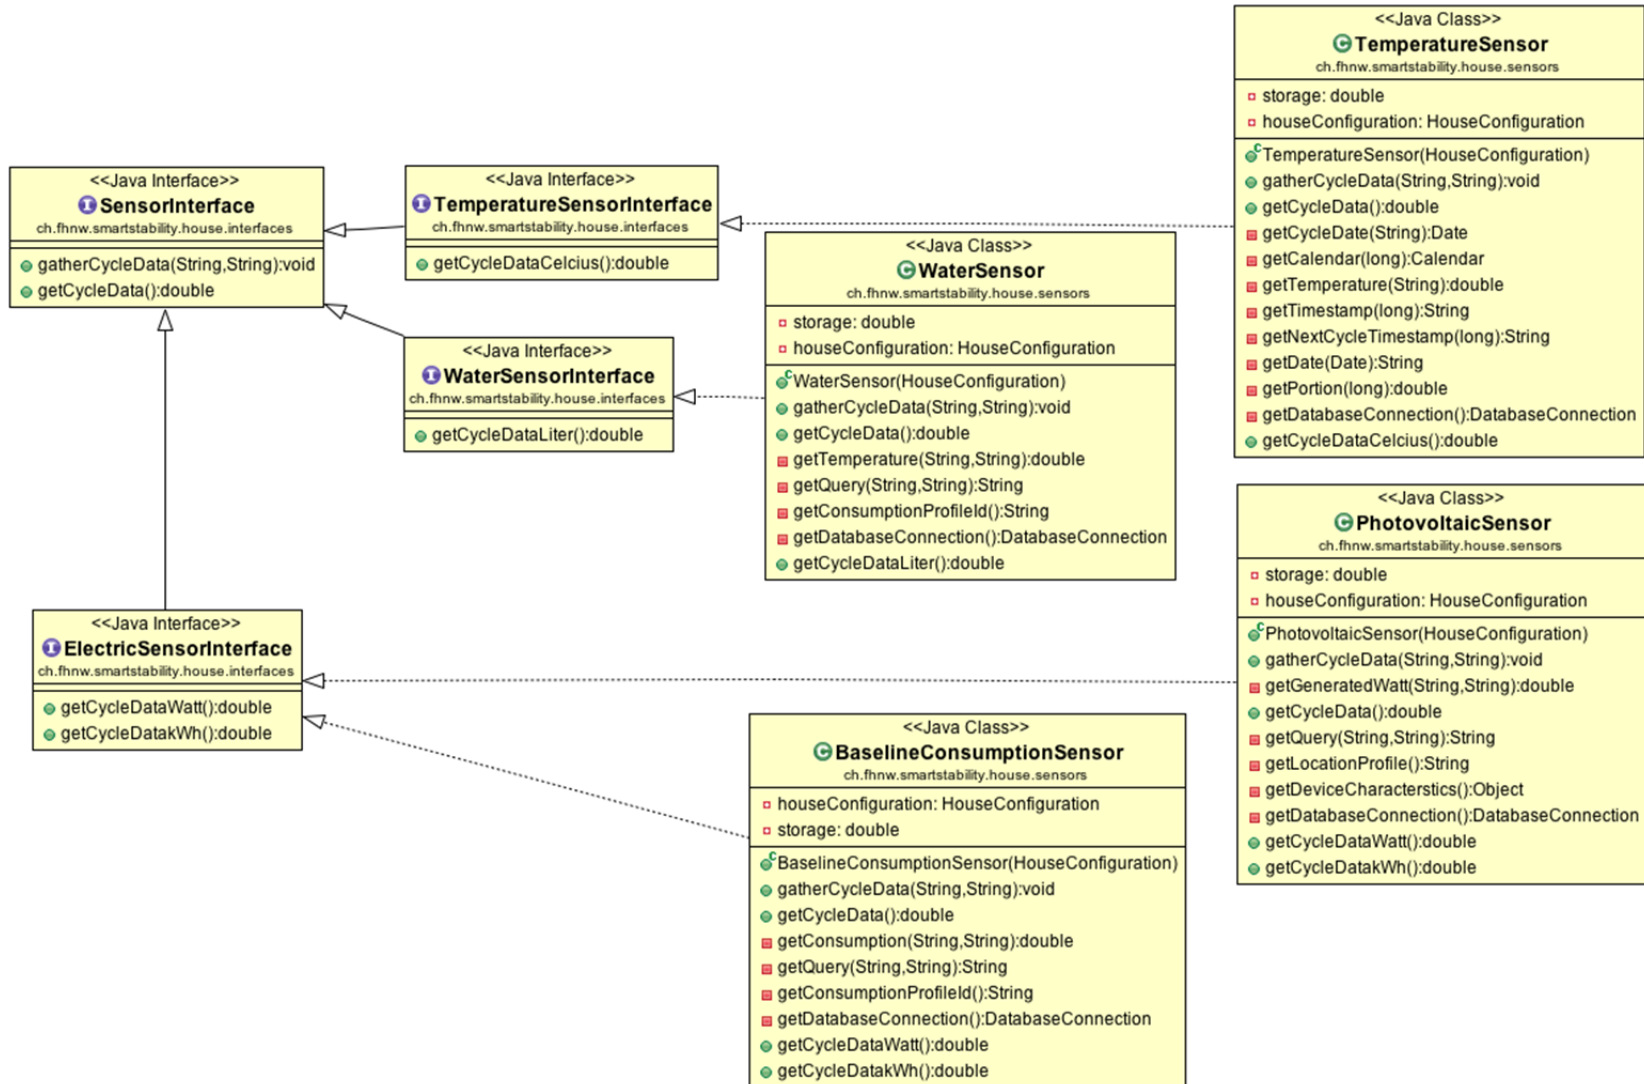 <<Java Interface>>
SensorInterface
ch.fhnw.smartstability.house.interfaces
gatherCycleData(String,String):void
getCycleData():double
<<Java Interface>>
TemperatureSensorInterface
ch.fhnw.smartstability.house.interfaces
getCycleDataCelcius():double
<<Java Interface>>
WaterSensorInterface
ch.fhnw.smartstability.house.interfaces
getCycleDataLiter():double
<<Java Interface>>
ElectricSensorInterface
ch.fhnw.smartstability.house.interfaces
getCycleDataWatt():double
getCycleDatakWh():double
<<Java Class>>
WaterSensor
ch.fhnw.smartstability.house.sensors
storage: double
houseConfiguration: HouseConfiguration
WaterSensor(HouseConfiguration)
gatherCycleData(String,String):void
getCycleData():double
getTemperature(String,String):double
getQuery(String,String):String
getConsumptionProfileId():String
getDatabaseConnection():DatabaseConnection
getCycleDataLiter():double
<<Java Class>>
BaselineConsumptionSensor
ch.fhnw.smartstability.house.sensors
houseConfiguration: HouseConfiguration
storage: double
BaselineConsumptionSensor(HouseConfiguration)
gatherCycleData(String,String):void
getCycleData():double
getConsumption(String,String):double
getQuery(String,String):String
getConsumptionProfileId():String
getDatabaseConnection():DatabaseConnection
getCycleDataWatt():double
getCycleDatakWh():double
<<Java Class>>
TemperatureSensor
ch.fhnw.smartstability.house.sensors
storage: double
houseConfiguration: HouseConfiguration
TemperatureSensor(HouseConfiguration)
gatherCycleData(String,String):void
getCycleData():double
getCycleDate(String):Date
getCalendar(long):Calendar
getTemperature(String):double
getTimestamp(long):String
getNextCycleTimestamp(long):String
getDate(Date):String
getPortion(long):double
getDatabaseConnection():DatabaseConnection
getCycleDataCelcius():double
<<Java Class>>
PhotovoltaicSensor
ch.fhnw.smartstability.house.sensors
storage: double
houseConfiguration: HouseConfiguration
PhotovoltaicSensor(HouseConfiguration)
gatherCycleData(String,String):void
getGeneratedWatt(String,String):double
getCycleData():double
getQuery(String,String):String
getLocationProfile():String
getDeviceCharacterstics():Object
getDatabaseConnection():DatabaseConnection
getCycleDataWatt():double
getCycleDatakWh():double